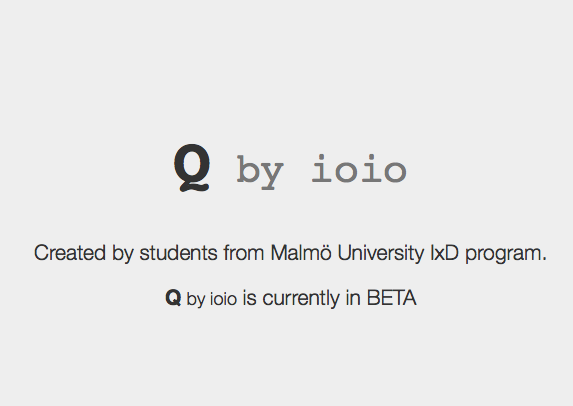 Q by ioio
Created by students from Malmö University IxD program.
Q by ioio is currently in BETA